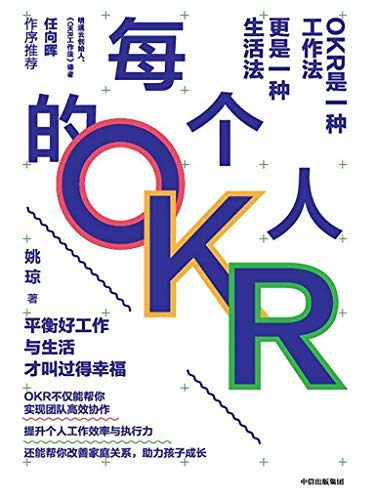 OKR是一种
工作法
更是一种
生活法
明道云创始人、
《OKR工作法》译者
任向晖
作序推荐
每个人
的OKR
姚琼 著
平衡好工作
与生活
才叫过得幸福
OKR不仅能帮你
实现团队高效协作
提升个人工作效率与执行力
还能帮你改善家庭关系，助力孩子成长
中信出版集团